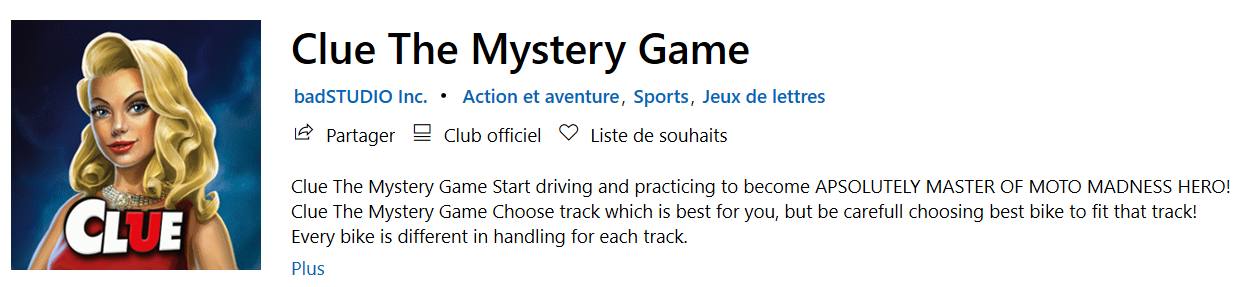 CLUE
Clue The Mystery Game
badSTUDIO Inc. • Action et aventure, Sports, Jeux de lettres
Partager Club officiel Liste de souhaits
Clue The Mystery Game Start driving and practicing to become APSOLUTELY MASTER OF MOTO MADNESS HERO!
Clue The Mystery Game Choose track which is best for you, but be carefull choosing best bike to fit that track!
Every bike is different in handling for each track.
Plus